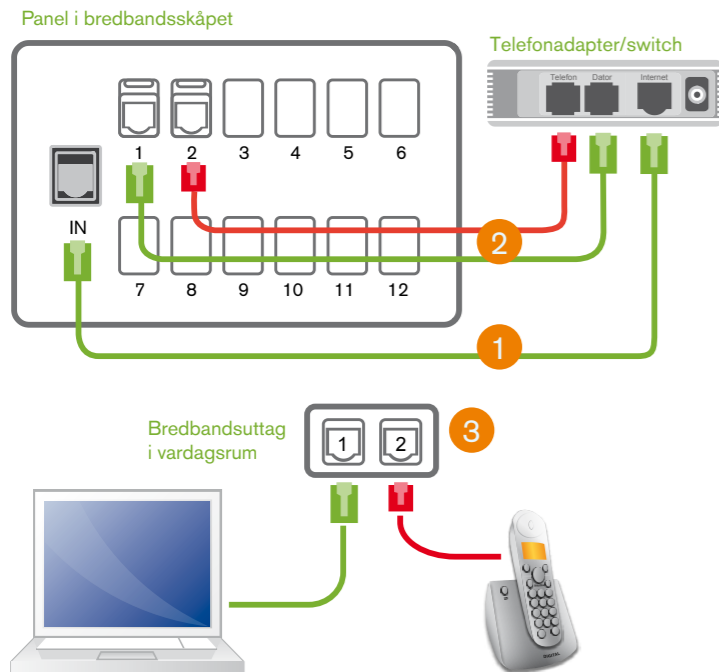 Panel i bredbandsskåpet
Telefonadapter/switch
Telefon Dator Internet
1 2 3 4 5 6
IN
7 8 9 10 11 12
2
1
Bredbandsuttag
i vardagsrum
1 2
3